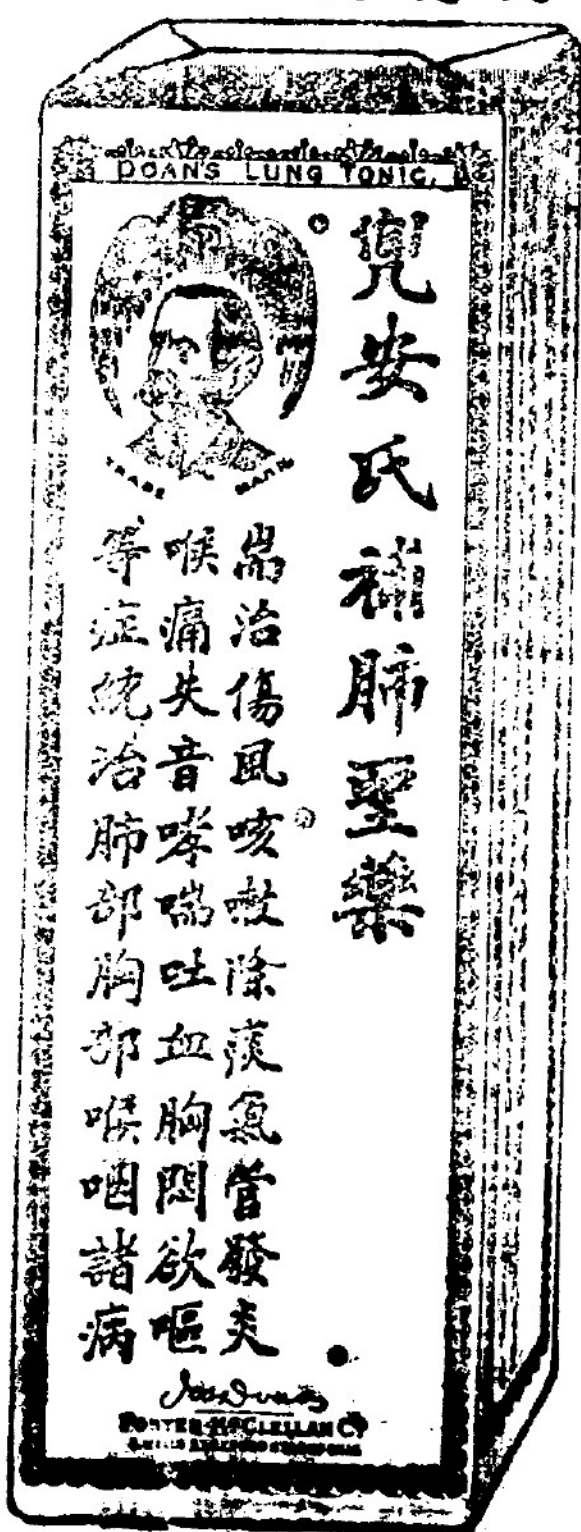 DOAN'S LUNG TONIC.
TRADE MARK
兜安氏補肺聖藥
耑治傷風咳嗽除痰氣管發炎
喉痛失音哮喘吐血胸悶欲嘔
等症統治肺部胸部喉咽諸病
FOSTER-McCLELLAN Co